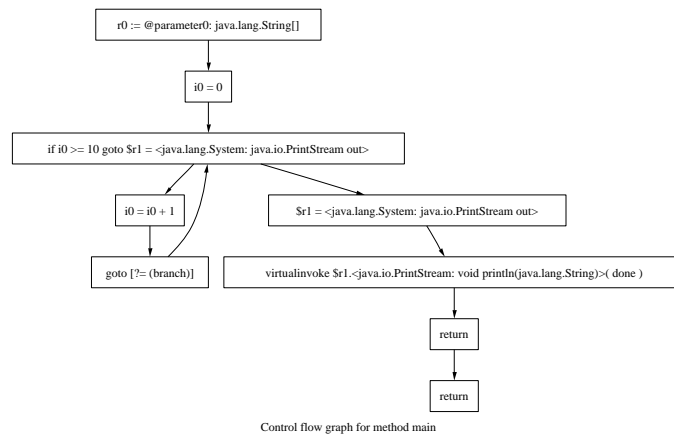 r0 := @parameter0: java.lang.String[]
i0 = 0
if i0 >= 10 goto $r1 = <java.lang.System: java.io.PrintStream out>
i0 = i0 + 1
$r1 = <java.lang.System: java.io.PrintStream out>
goto [?= (branch)]
virtualinvoke $r1.<java.io.PrintStream: void println(java.lang.String)>( done )
return
return
Control flow graph for method main